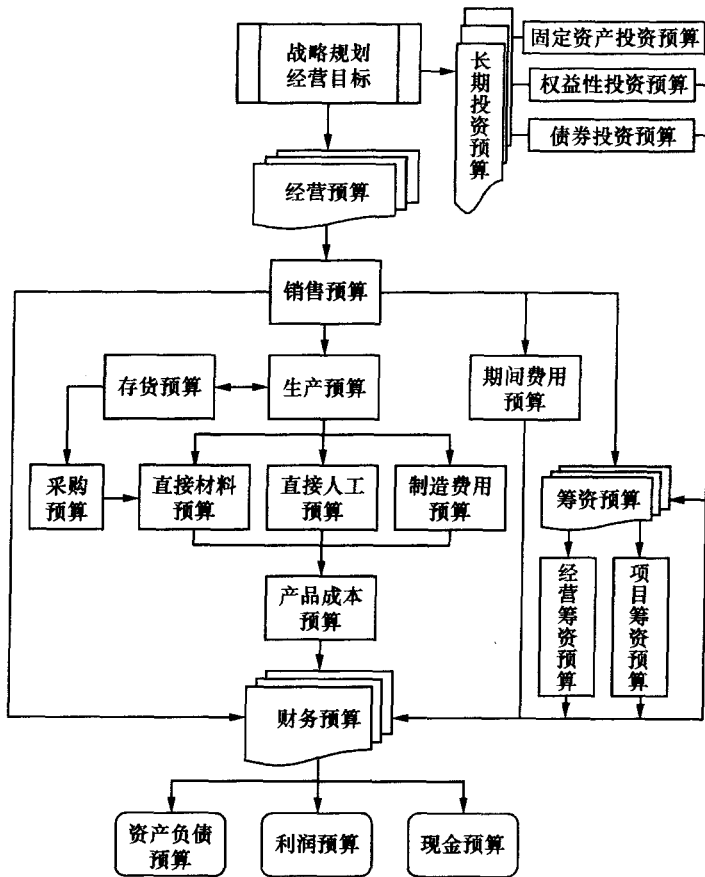 战略规划
经营目标
长期投资预算
固定资产投资预算
权益性投资预算
债券投资预算
经营预算
销售预算
存货预算
生产预算
期间费用
预算
采购
预算
直接材料
预算
直接人工
预算
制造费用
预算
筹资预算
产品成本
预算
经营筹资预算
项目筹资预算
财务预算
资产负债
预算
利润预算
现金预算